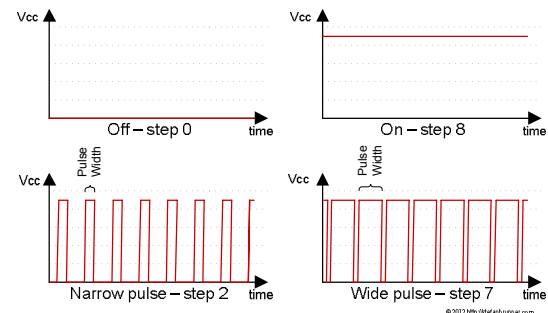 Vcc
Vcc
Off – step 0
time
On – step 8
time
Pulse
Width
Pulse
Width
Vcc
Vcc
Narrow pulse – step 2
time
Wide pulse – step 7
time